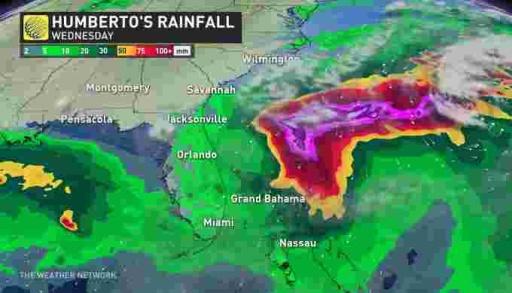 HUMBERTO'S RAINFALL
WEDNESDAY
2 5 10 20 30 50 75 100+ mm
Wilmington
Montgomery
Savannah
Pensacola
Jacksonville
Orlando
Grand Bahama
Miami
Nassau
THE WEATHER NETWORK